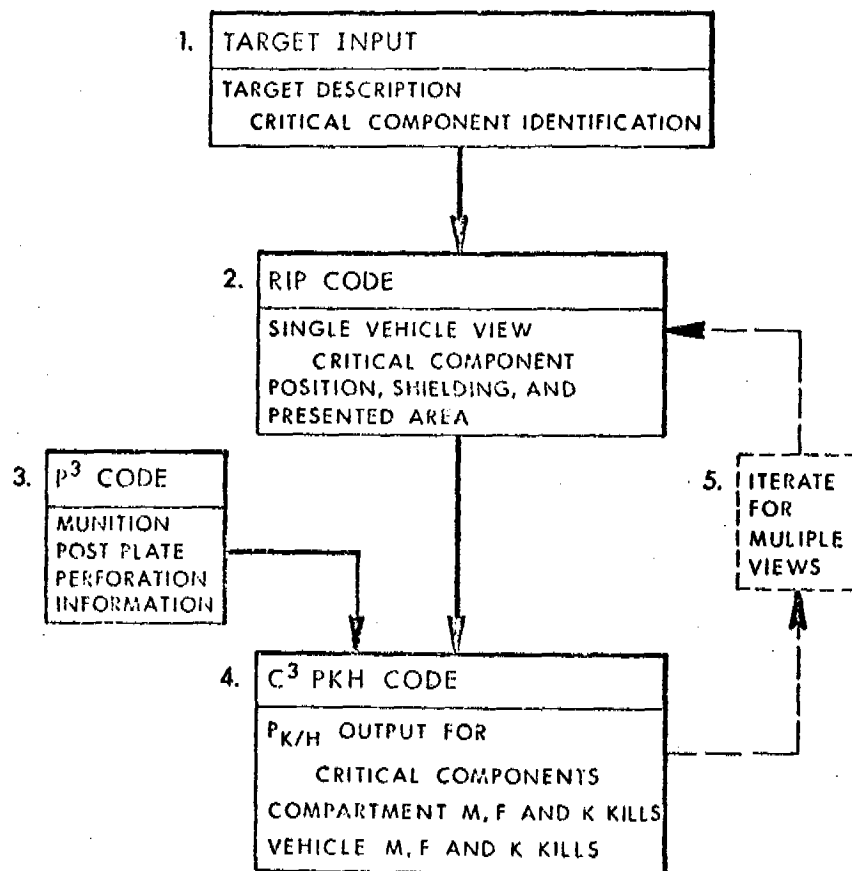 1. TARGET INPUT
TARGET DESCRIPTION
CRITICAL COMPONENT IDENTIFICATION
2. RIP CODE
SINGLE VEHICLE VIEW
CRITICAL COMPONENT
POSITION, SHIELDING, AND
PRESENTED AREA
3. P³ CODE
MUNITION
POST PLATE
PERFORATION
INFORMATION
5. ITERATE
FOR
MULIPLE
VIEWS
4. C³ PKH CODE
P_K/H OUTPUT FOR
CRITICAL COMPONENTS
COMPARTMENT M, F AND K KILLS
VEHICLE M, F AND K KILLS